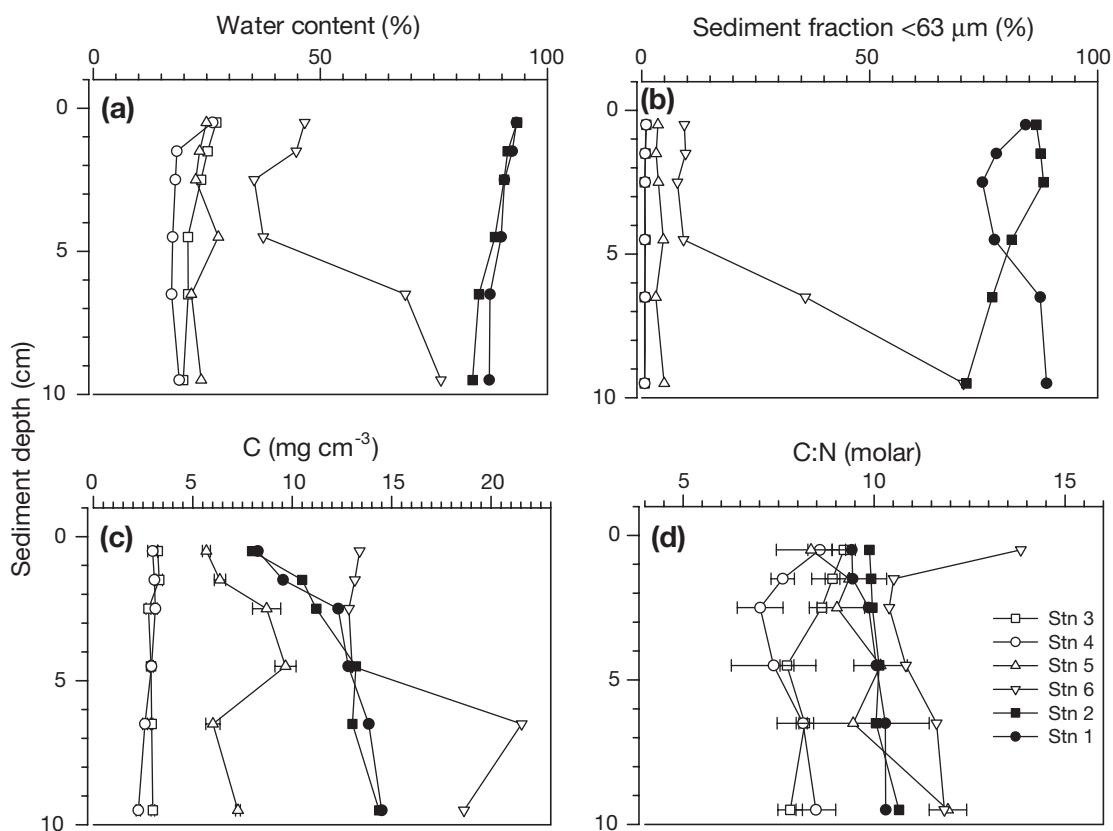 Water content (%)
0 50 100
(a)
0
5
10
Sediment fraction <63 μm (%)
0 50 100
(b)
0
5
10
Sediment depth (cm)
C (mg cm-3)
0 5 10 15 20
(c)
0
5
10
C:N (molar)
5 10 15
(d)
0
5
10
Stn 3
Stn 4
Stn 5
Stn 6
Stn 2
Stn 1